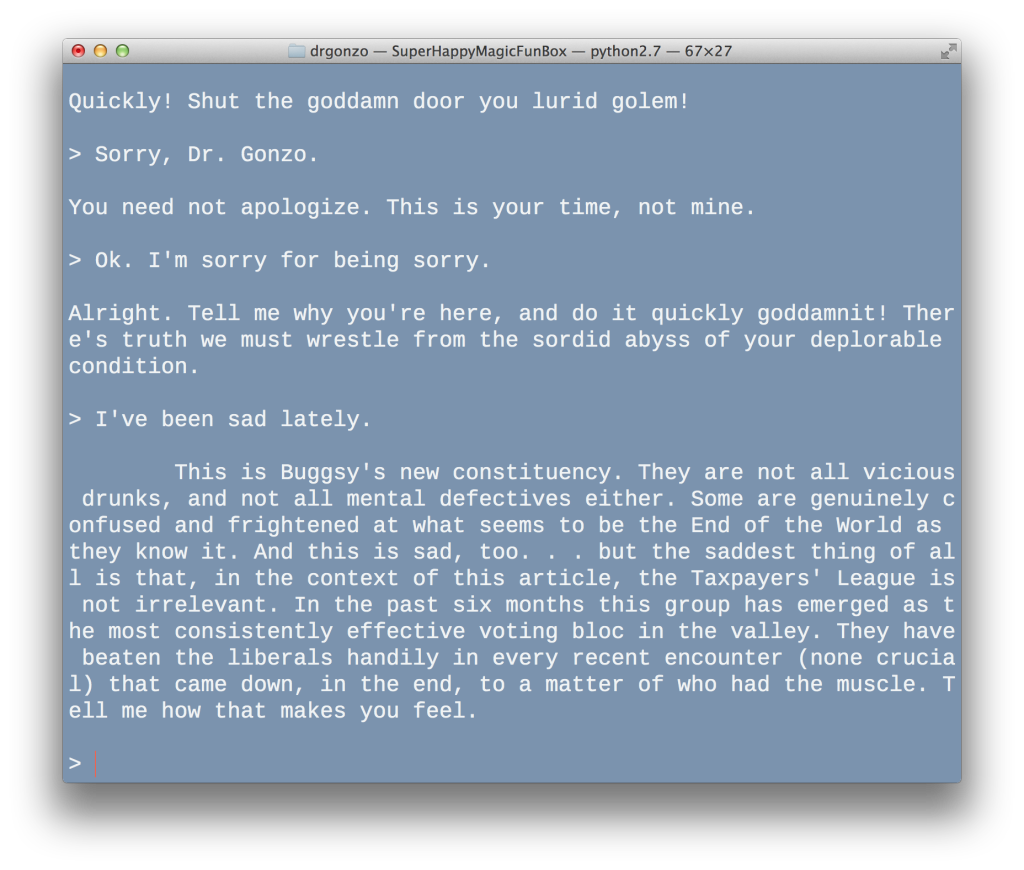 drgonzo — SuperHappyMagicFunBox — python2.7 — 67×27
Quickly! Shut the goddamn door you lurid golem!
> Sorry, Dr. Gonzo.
You need not apologize. This is your time, not mine.
> Ok. I'm sorry for being sorry.
Alright. Tell me why you're here, and do it quickly goddamnit! Ther
e's truth we must wrestle from the sordid abyss of your deplorable
condition.
> I've been sad lately.
This is Buggsy's new constituency. They are not all vicious
drunks, and not all mental defectives either. Some are genuinely c
onfused and frightened at what seems to be the End of the World as
they know it. And this is sad, too. . . but the saddest thing of al
l is that, in the context of this article, the Taxpayers' League is
not irrelevant. In the past six months this group has emerged as t
he most consistently effective voting bloc in the valley. They have
beaten the liberals handily in every recent encounter (none crucia
l) that came down, in the end, to a matter of who had the muscle. T
ell me how that makes you feel.
>